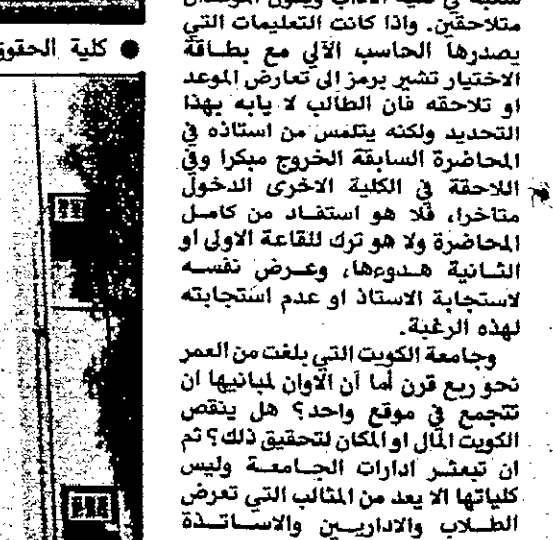 متلاحقين. واذا كانت التعليمات التي
يصدرها الحاسب الآلي مع بطاقة
الاختيار تشير برمز الى تعارض الموعد
او تلاحقه فان الطالب لا يابه بهذا
التحديد ولكنه يتلمس من استاذه في
المحاضرة السابقة الخروج مبكرا وفي
اللاحقة في الكلية الاخرى الدخول
متاخرا، فلا هو استفاد من كامل
المحاضرة ولا هو ترك للقاعة الاولى او
الثانية هدوءها، وعرض نفسه
لاستجابة الاستاذ او عدم استجابته
لهذه الرغبة.
وجامعة الكويت التي بلغت من العمر
نحو ربع قرن أما آن الاوان لمبانيها ان
تتجمع في موقع واحد؟ هل ينقص
الكويت المال او المكان لتحقيق ذلك؟ ثم
ان تبعثر ادارات الجامعة وليس
كلياتها الا يعد من المثالب التي تعرض
الطلاب والاداريين والاساتذة
● كلية الحقوق